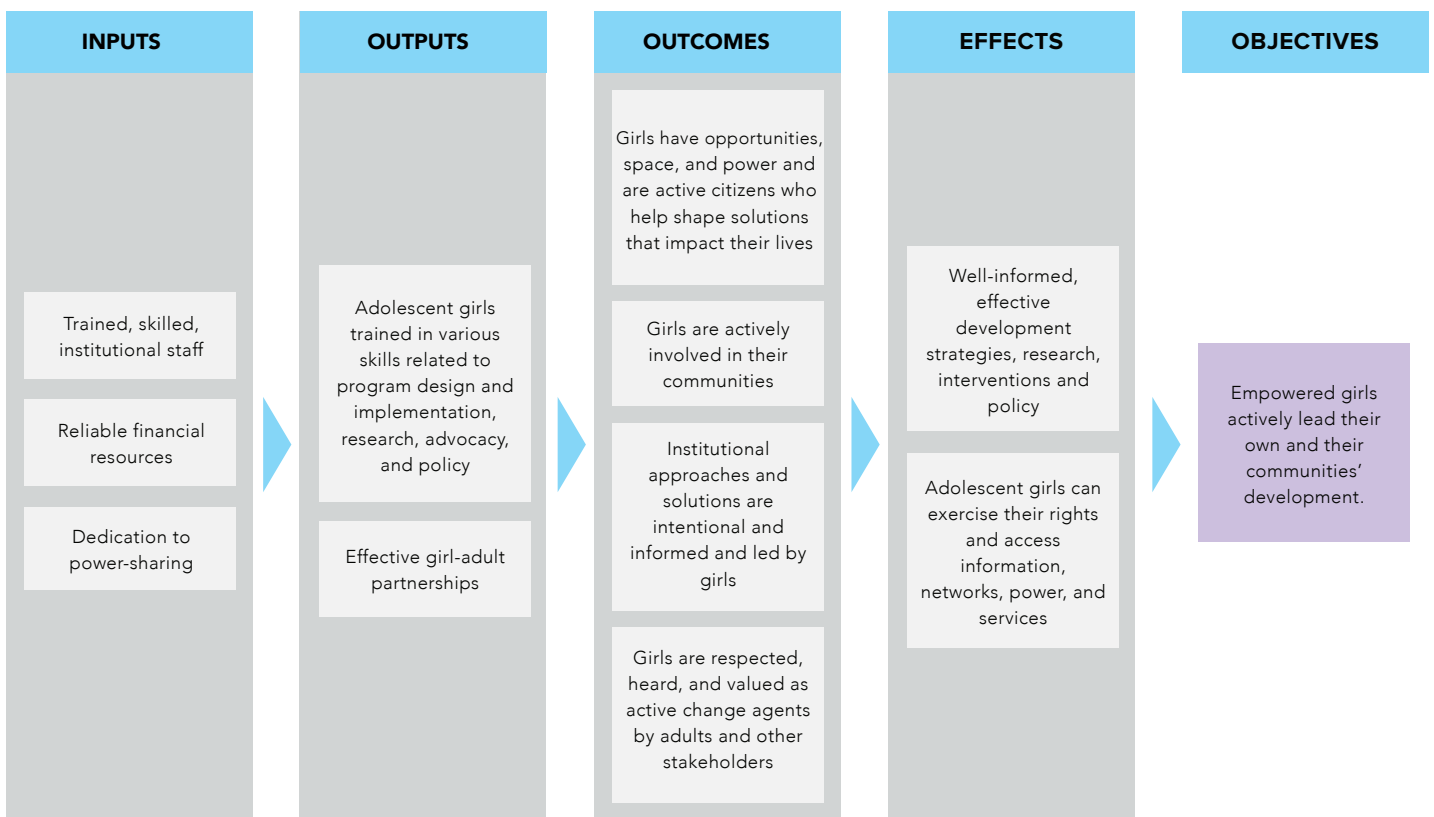 INPUTS
Trained, skilled,
institutional staff
Reliable financial
resources
Dedication to
power-sharing
OUTPUTS
Adolescent girls
trained in various
skills related to
program design and
implementation,
research, advocacy,
and policy
Effective girl-adult
partnerships
OUTCOMES
Girls have opportunities,
space, and power and
are active citizens who
help shape solutions
that impact their lives
Girls are actively
involved in their
communities
Institutional
approaches and
solutions are
intentional and
informed and led by
girls
Girls are respected,
heard, and valued as
active change agents
by adults and other
stakeholders
EFFECTS
Well-informed,
effective
development
strategies, research,
interventions and
policy
Adolescent girls can
exercise their rights
and access
information,
networks, power, and
services
OBJECTIVES
Empowered girls
actively lead their
own and their
communities’
development.